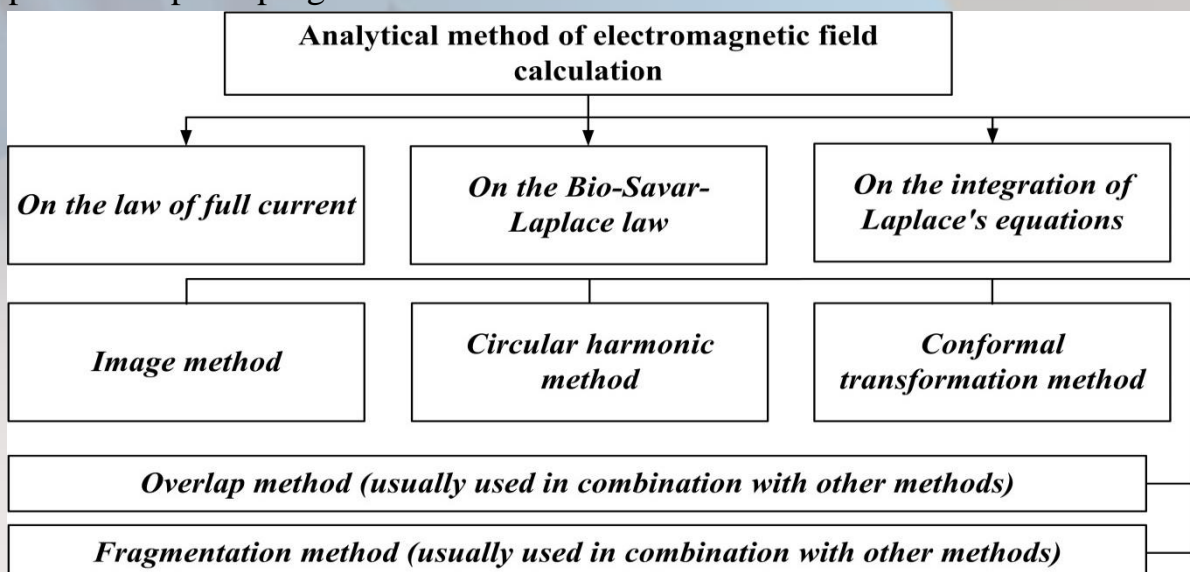 Analytical method of electromagnetic field
calculation
On the law of full current
On the Bio-Savar-
Laplace law
On the integration of
Laplace's equations
Image method
Circular harmonic
method
Conformal
transformation method
Overlap method (usually used in combination with other methods)
Fragmentation method (usually used in combination with other methods)